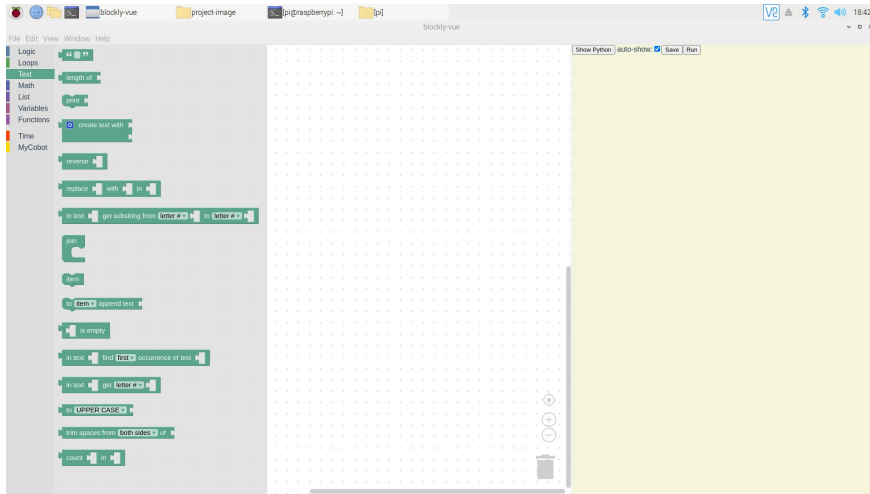 blockly-vue project-image [pi@raspberrypi: ~] [pi] 18:42
blockly-vue
File Edit View Window Help
Show Python auto-show: Save Run
Logic
Loops
Text
Math
List
Variables
Functions
Time
MyCobot
“ ”
length of
print
create text with
reverse
replace with in
in text get substring from letter # to letter #
join
item
to item append text
is empty
in text find first occurrence of text
in text get letter #
to UPPER CASE
trim spaces from both sides of
count in